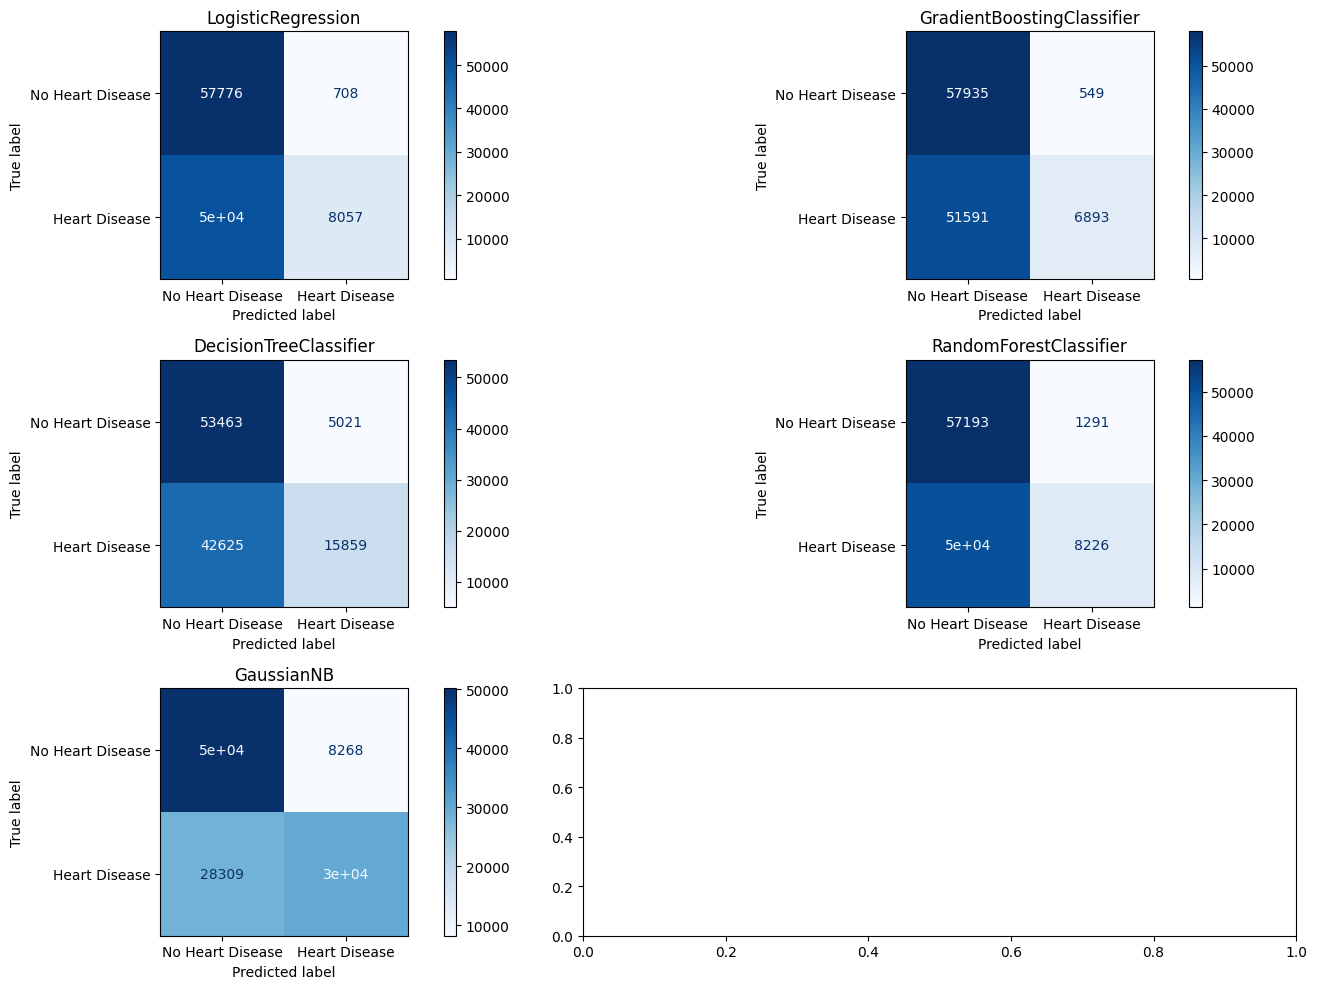 LogisticRegression
No Heart Disease
Heart Disease
True label
57776
708
5e+04
8057
No Heart Disease
Heart Disease
Predicted label
50000
40000
30000
20000
10000
GradientBoostingClassifier
No Heart Disease
Heart Disease
True label
57935
549
51591
6893
No Heart Disease
Heart Disease
Predicted label
50000
40000
30000
20000
10000
DecisionTreeClassifier
No Heart Disease
Heart Disease
True label
53463
5021
42625
15859
No Heart Disease
Heart Disease
Predicted label
50000
40000
30000
20000
10000
RandomForestClassifier
No Heart Disease
Heart Disease
True label
57193
1291
5e+04
8226
No Heart Disease
Heart Disease
Predicted label
50000
40000
30000
20000
10000
GaussianNB
No Heart Disease
Heart Disease
True label
5e+04
8268
28309
3e+04
No Heart Disease
Heart Disease
Predicted label
50000
40000
30000
20000
10000
1.0
0.8
0.6
0.4
0.2
0.0
0.0
0.2
0.4
0.6
0.8
1.0